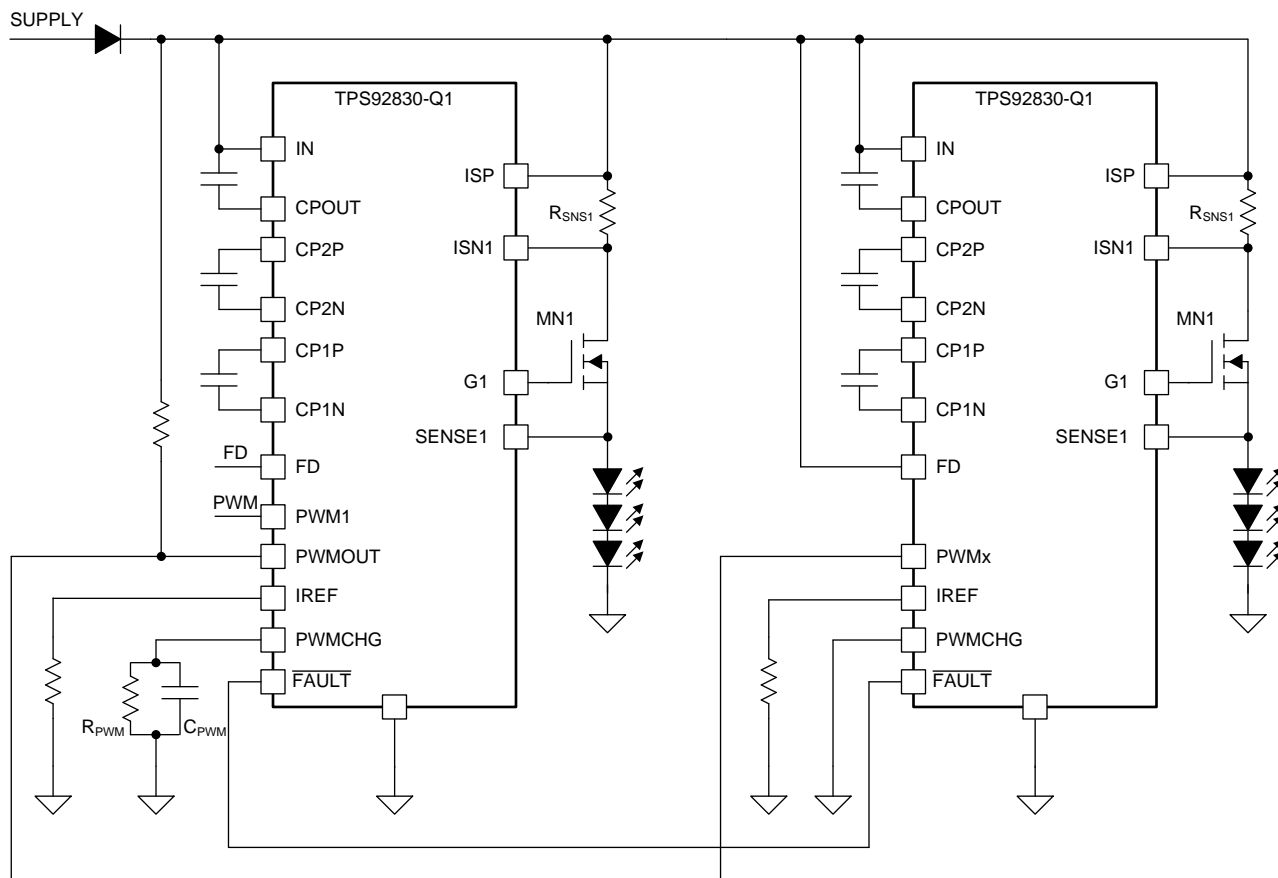 SUPPLY
TPS92830-Q1
IN
CPOUT
CP2P
CP2N
CP1P
CP1N
FD
FD
PWM
PWM1
PWMOUT
IREF
PWMCHG
FAULT
RPWM
CPWM
ISP
RSNS1
ISN1
MN1
G1
SENSE1
TPS92830-Q1
IN
CPOUT
CP2P
CP2N
CP1P
CP1N
FD
PWMx
IREF
PWMCHG
FAULT
ISP
RSNS1
ISN1
MN1
G1
SENSE1